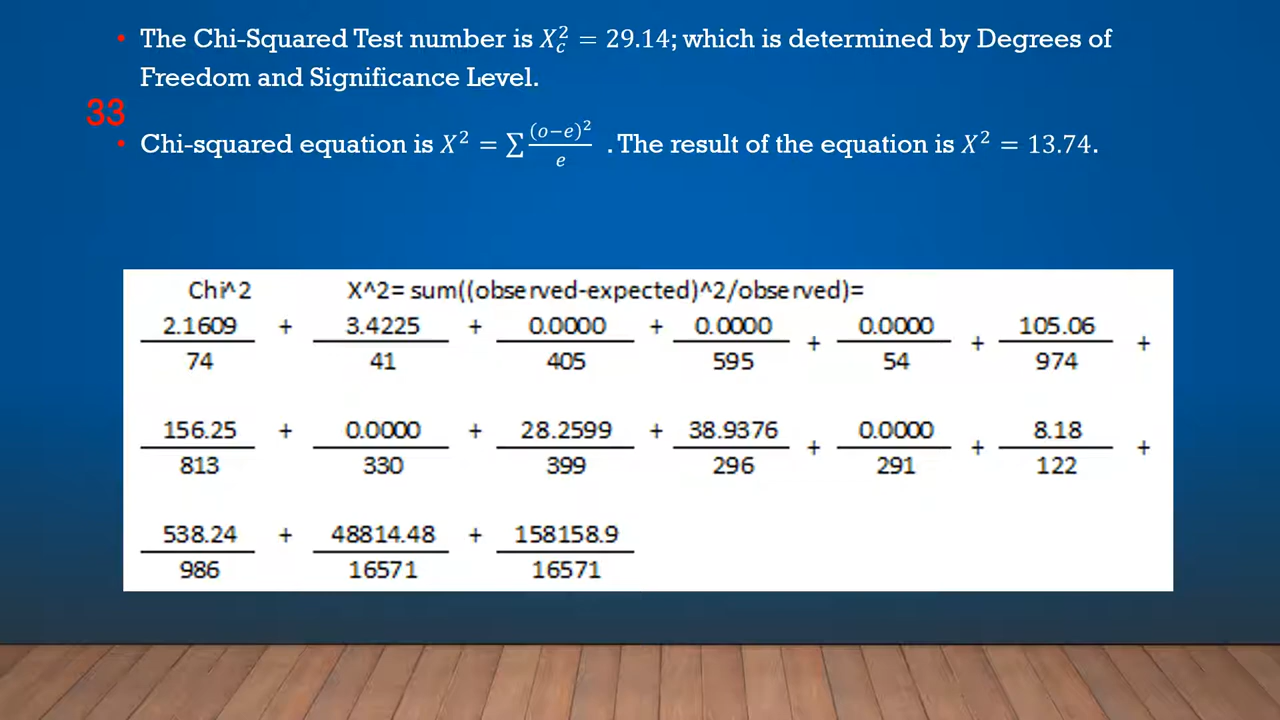 • The Chi-Squared Test number is X_c^2 = 29.14; which is determined by Degrees of
Freedom and Significance Level.
33
• Chi-squared equation is X^2 = ∑ (o−e)^2 / e . The result of the equation is X^2 = 13.74.
Chi^2 X^2= sum((observed-expected)^2/observed)=
2.1609 + 3.4225 + 0.0000 + 0.0000 + 0.0000 + 105.06 +
74 41 405 595 54 974
156.25 + 0.0000 + 28.2599 + 38.9376 + 0.0000 + 8.18 +
813 330 399 296 291 122
538.24 + 48814.48 + 158158.9
986 16571 16571